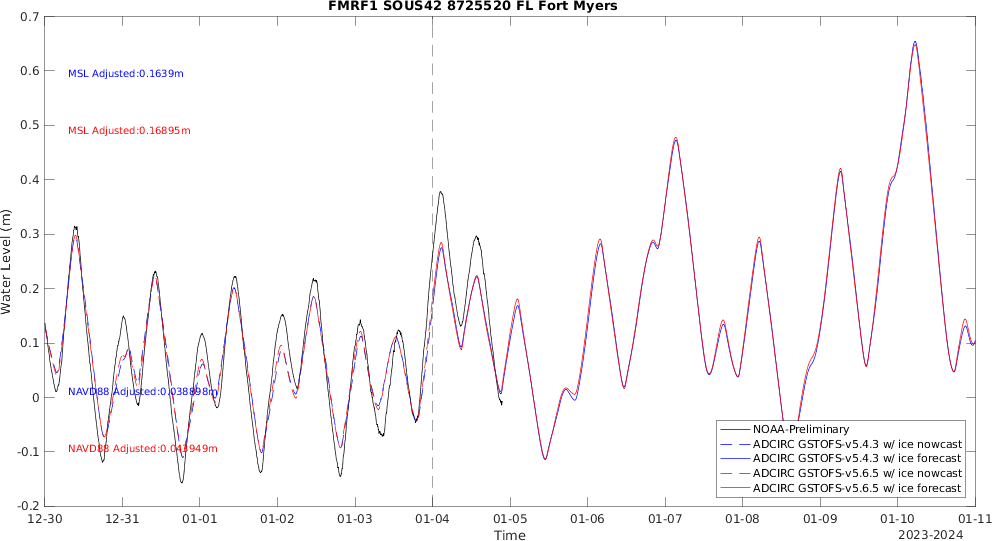 FMRF1 SOUS42 8725520 FL Fort Myers
0.7
0.6
0.5
0.4
0.3
0.2
0.1
0
-0.1
-0.2
Water Level (m)
MSL Adjusted:0.1639m
MSL Adjusted:0.16895m
NAVD88 Adjusted:0.038898m
NAVD88 Adjusted:0.043949m
NOAA-Preliminary
ADCIRC GSTOFS-v5.4.3 w/ ice nowcast
ADCIRC GSTOFS-v5.4.3 w/ ice forecast
ADCIRC GSTOFS-v5.6.5 w/ ice nowcast
ADCIRC GSTOFS-v5.6.5 w/ ice forecast
12-30 12-31 01-01 01-02 01-03 01-04 01-05 01-06 01-07 01-08 01-09 01-10 01-11
Time
2023-2024